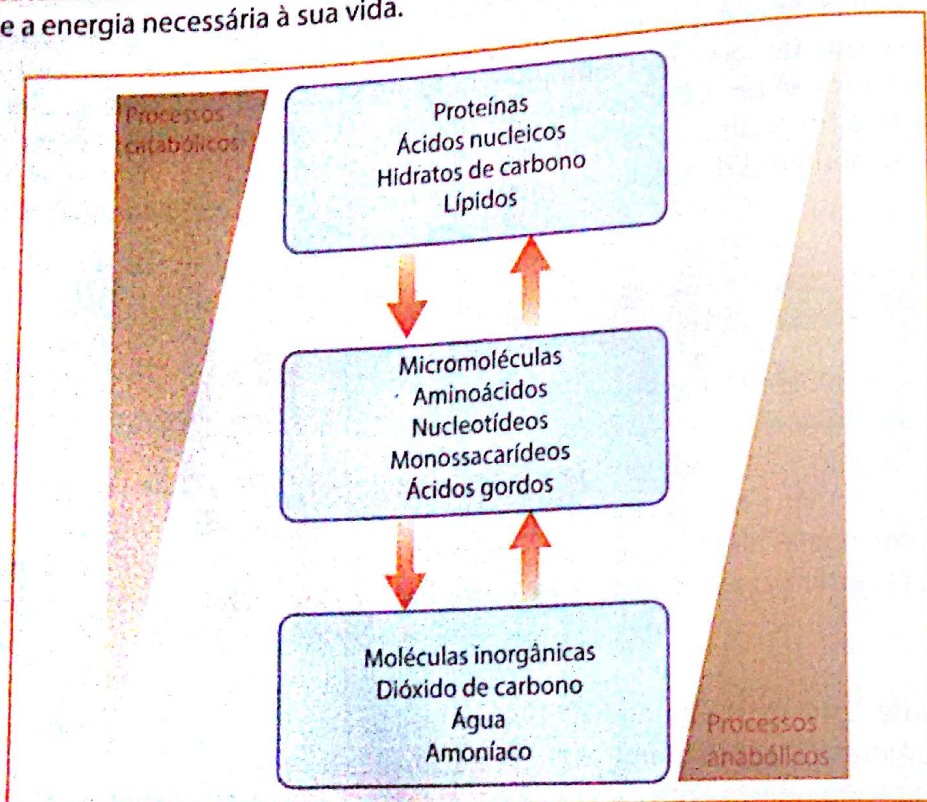 e a energia necessária à sua vida.
Processos
catabólicos
Proteínas
Ácidos nucleicos
Hidratos de carbono
Lípidos
Micromoléculas
Aminoácidos
Nucleotídeos
Monossacarídeos
Ácidos gordos
Moléculas inorgânicas
Dióxido de carbono
Água
Amoníaco
Processos
anabólicos